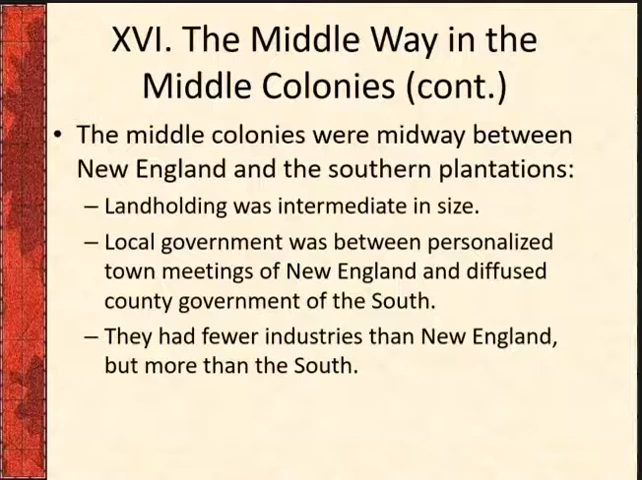 XVI. The Middle Way in the
Middle Colonies (cont.)
• The middle colonies were midway between
New England and the southern plantations:
– Landholding was intermediate in size.
– Local government was between personalized
town meetings of New England and diffused
county government of the South.
– They had fewer industries than New England,
but more than the South.